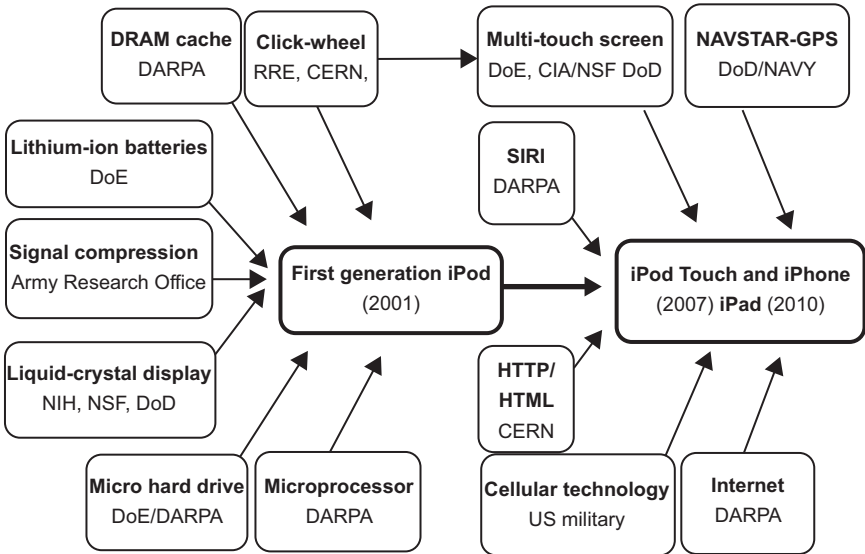 DRAM cache
DARPA
Click-wheel
RRE, CERN,
Multi-touch screen
DoE, CIA/NSF DoD
NAVSTAR-GPS
DoD/NAVY
Lithium-ion batteries
DoE
SIRI
DARPA
Signal compression
Army Research Office
First generation iPod
(2001)
iPod Touch and iPhone
(2007) iPad (2010)
Liquid-crystal display
NIH, NSF, DoD
HTTP/
HTML
CERN
Micro hard drive
DoE/DARPA
Microprocessor
DARPA
Cellular technology
US military
Internet
DARPA